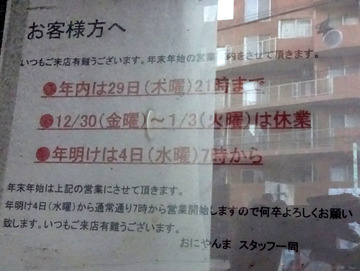 お客様方へ
いつもご来店有難うございます。年末年始の営業案内をさせて頂きます。
●年内は29日(木曜)21時まで
●12/30(金曜)～1/3(火曜)は休業
●年明けは4日(水曜)7時から
年末年始は上記の営業にさせて頂きます。
年明け4日(水曜)から通常通り7時から営業開始しますので何卒よろしくお願い
致します。いつもご来店有難うございます。
おにやんま スタッフ一同